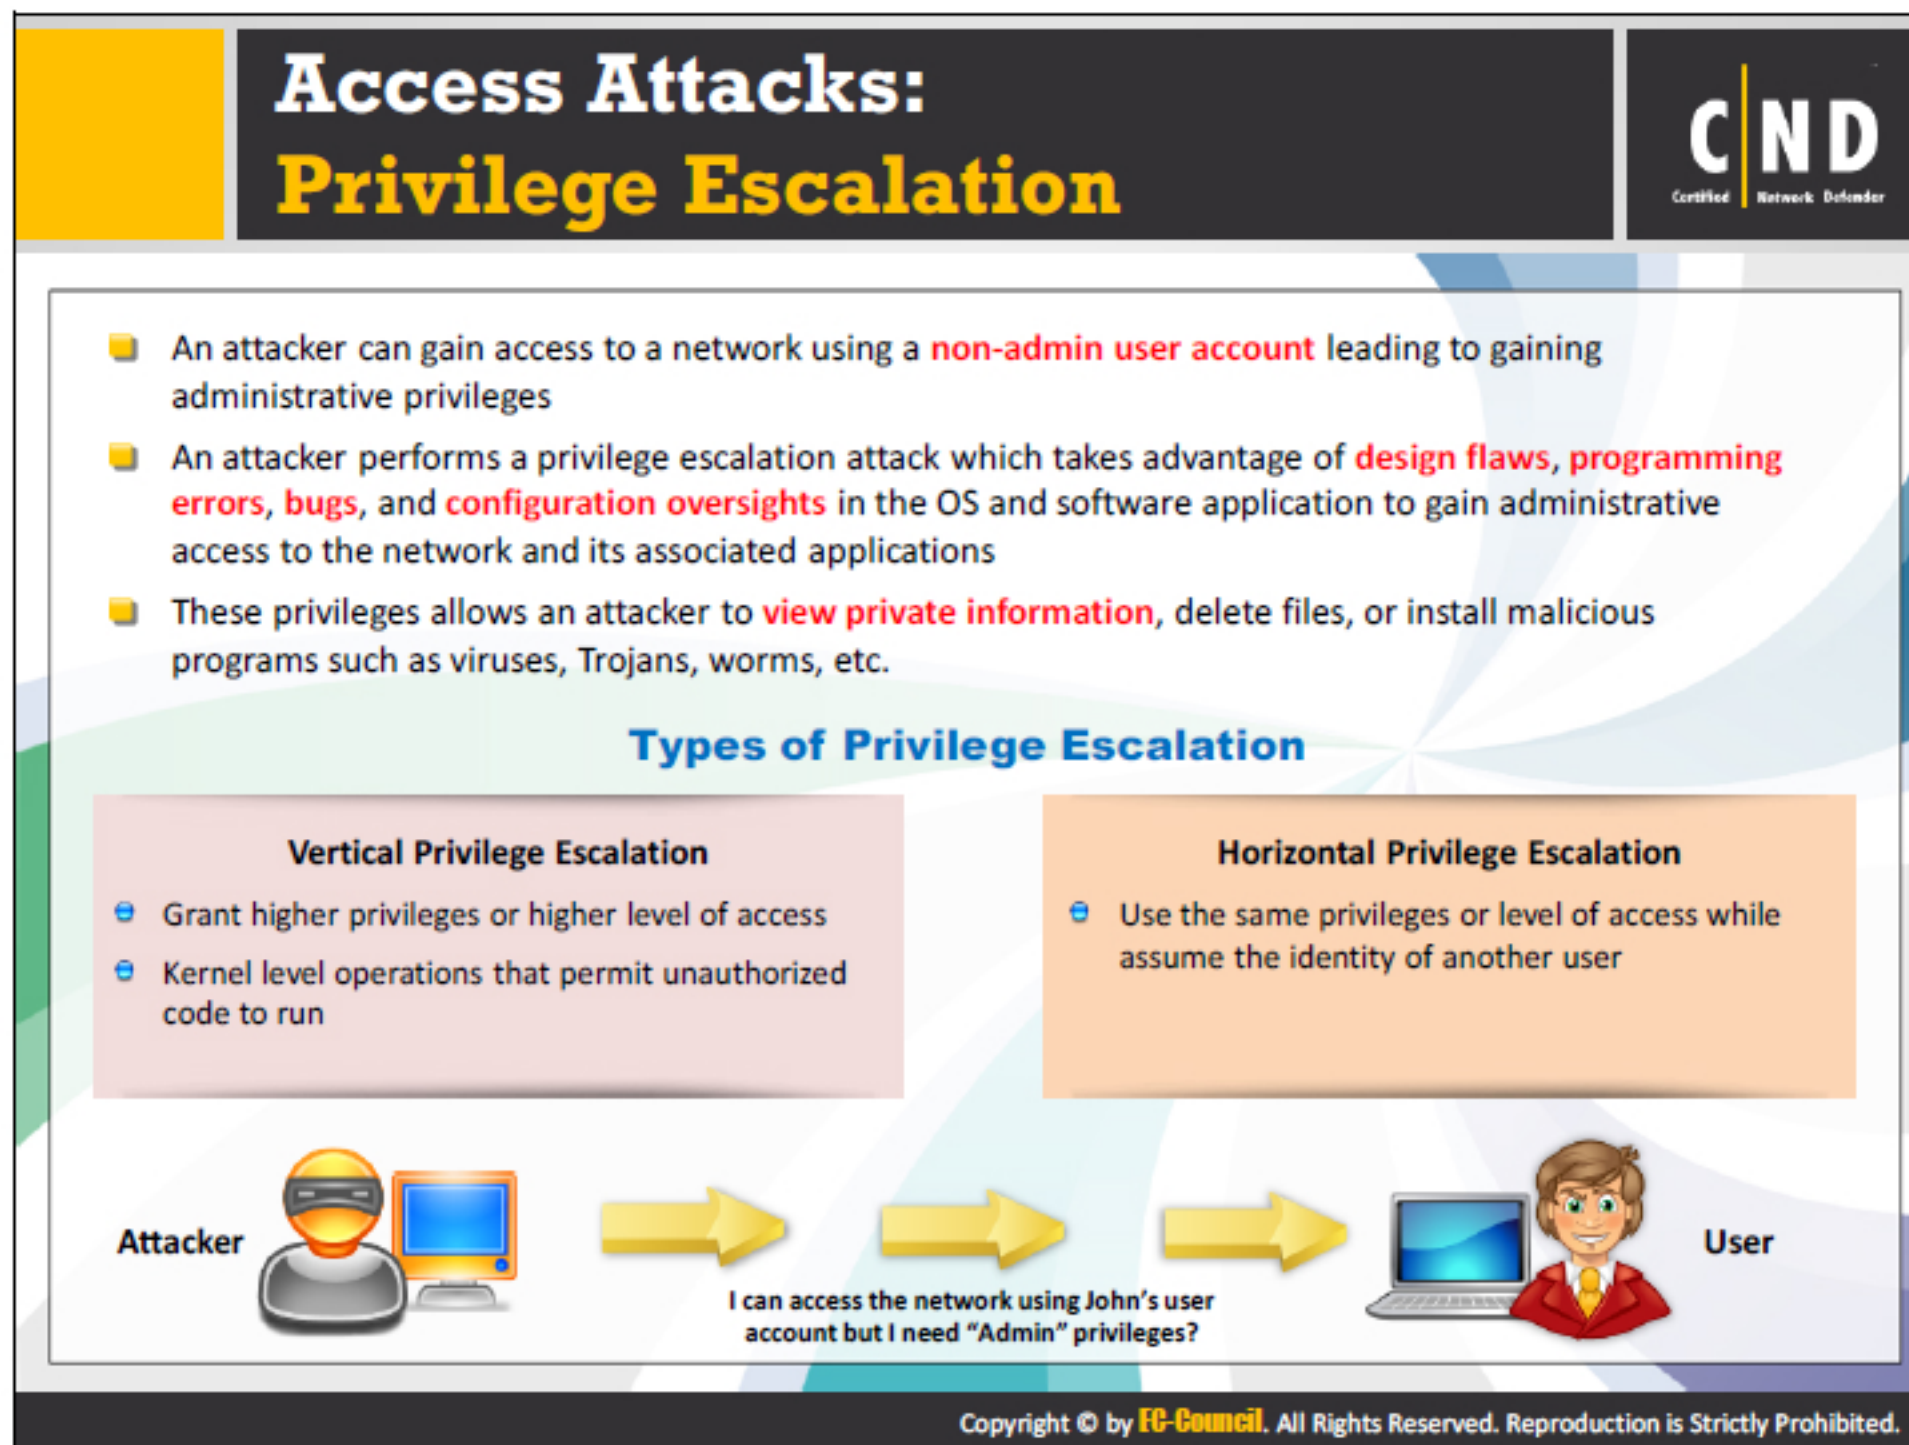 Access Attacks:
Privilege Escalation
C|ND
Certified Network Defender
An attacker can gain access to a network using a non-admin user account leading to gaining
administrative privileges
An attacker performs a privilege escalation attack which takes advantage of design flaws, programming
errors, bugs, and configuration oversights in the OS and software application to gain administrative
access to the network and its associated applications
These privileges allows an attacker to view private information, delete files, or install malicious
programs such as viruses, Trojans, worms, etc.
Types of Privilege Escalation
Vertical Privilege Escalation
Grant higher privileges or higher level of access
Kernel level operations that permit unauthorized
code to run
Horizontal Privilege Escalation
Use the same privileges or level of access while
assume the identity of another user
Attacker
I can access the network using John's user
account but I need “Admin” privileges?
User
Copyright © by EC-Council. All Rights Reserved. Reproduction is Strictly Prohibited.